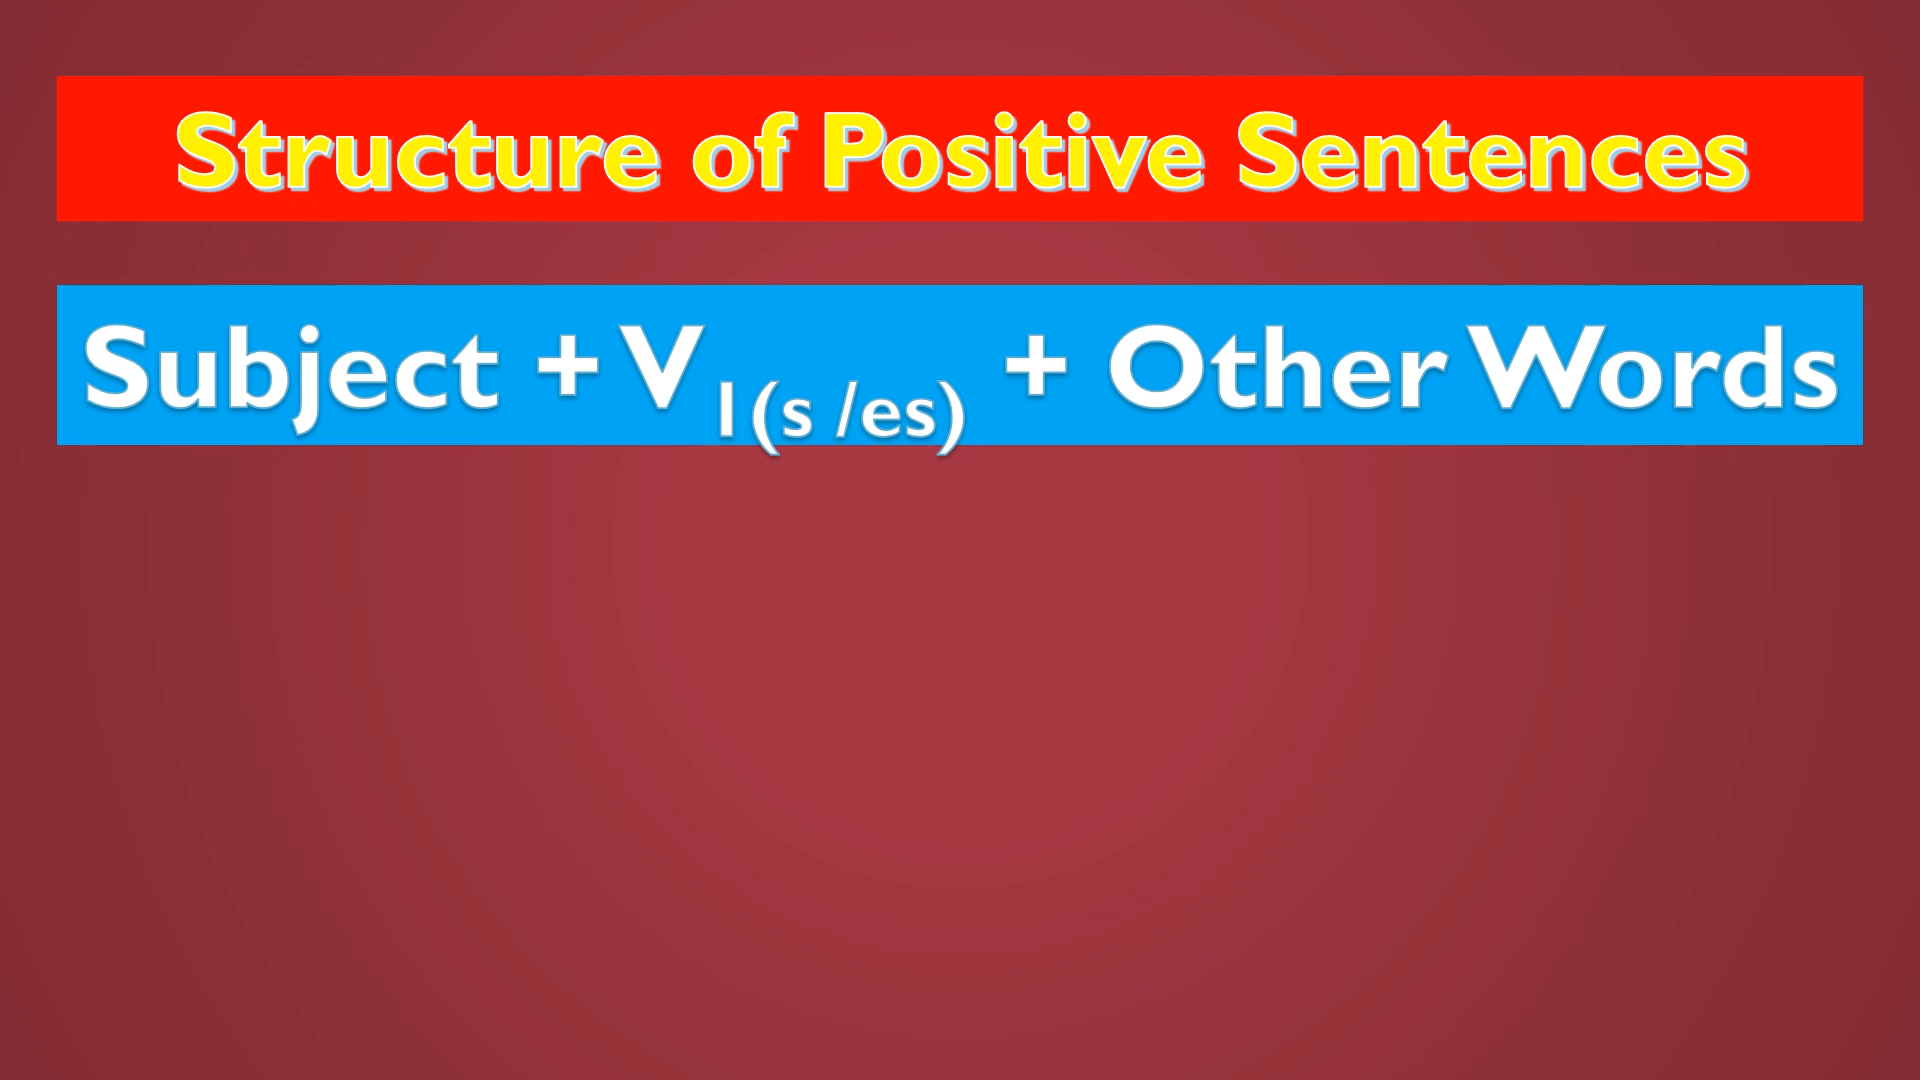 Structure of Positive Sentences
Subject + V1(s /es) + Other Words